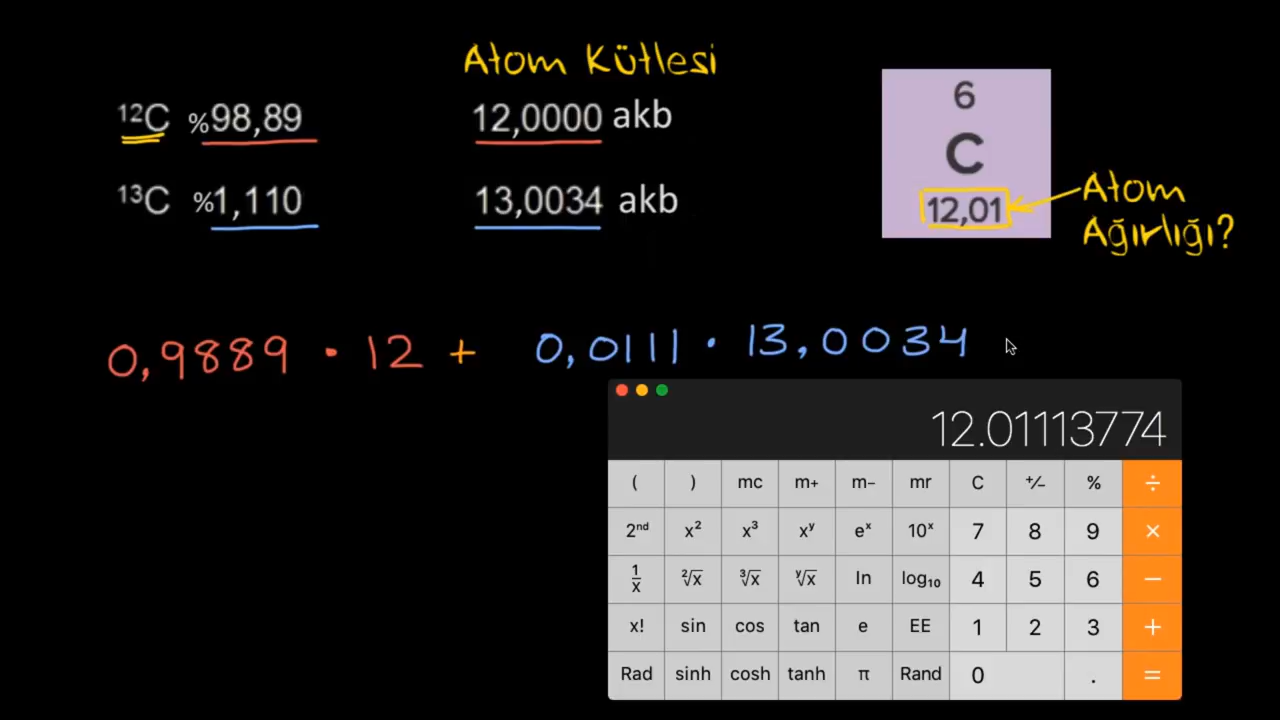 Atom Kütlesi
¹²C %98,89 12,0000 akb
¹³C %1,110 13,0034 akb
6
C
12,01
Atom
Ağırlığı?
0,9889 · 12 + 0,0111 · 13,0034
12.01113774
( ) mc m+ m− mr C +/− % ÷
2nd x² x³ xʸ eˣ 10ˣ 7 8 9 ×
1/x ²√x ³√x ʸ√x ln log₁₀ 4 5 6 −
x! sin cos tan e EE 1 2 3 +
Rad sinh cosh tanh π Rand 0 . =